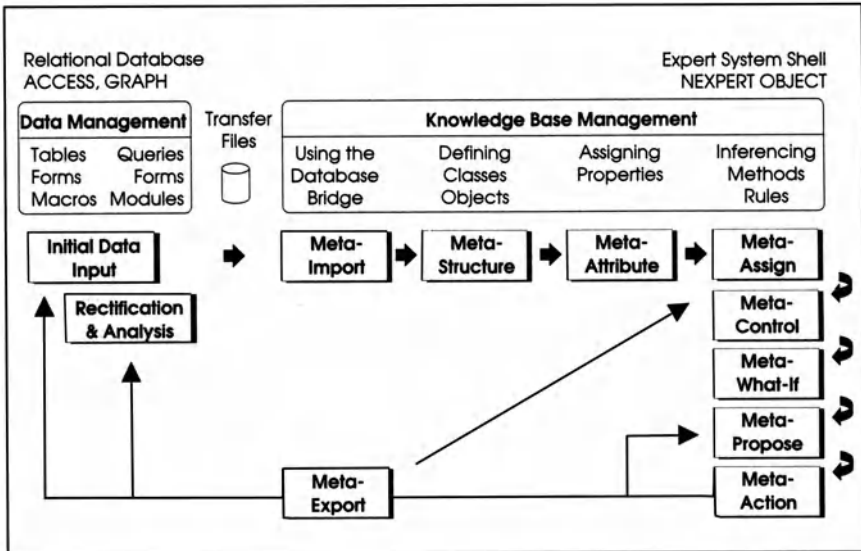 Relational Database
ACCESS, GRAPH
Expert System Shell
NEXPERT OBJECT
Data Management
Tables Queries
Forms Forms
Macros Modules
Transfer
Files
Knowledge Base Management
Using the
Database
Bridge
Defining
Classes
Objects
Assigning
Properties
Inferencing
Methods
Rules
Initial Data
Input
Rectification
& Analysis
Meta-
Import
Meta-
Structure
Meta-
Attribute
Meta-
Assign
Meta-
Control
Meta-
What-If
Meta-
Propose
Meta-
Action
Meta-
Export